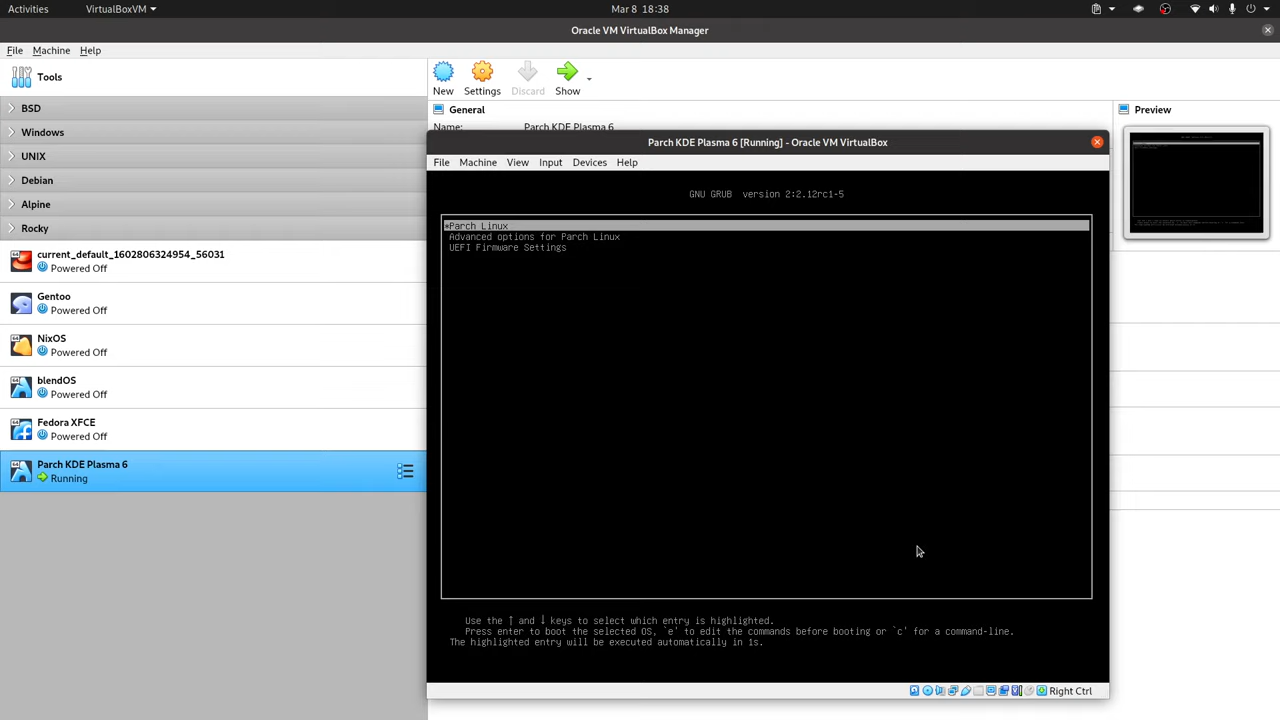 Activities
VirtualBoxVM
Mar 8 18:38
Oracle VM VirtualBox Manager
File Machine Help
Tools
New Settings Discard Show
BSD
Windows
UNIX
Debian
Alpine
Rocky
current_default_1602806324954_56031
Powered Off
Gentoo
Powered Off
NixOS
Powered Off
blendOS
Powered Off
Fedora XFCE
Powered Off
Parch KDE Plasma 6
Running
General
Name: Parch KDE Plasma 6
Preview
Parch KDE Plasma 6 [Running] - Oracle VM VirtualBox
File Machine View Input Devices Help
GNU GRUB version 2:2.12rc1-5
*Parch Linux
Advanced options for Parch Linux
UEFI Firmware Settings
Use the ↑ and ↓ keys to select which entry is highlighted.
Press enter to boot the selected OS, `e' to edit the commands before booting or `c' for a command-line.
The highlighted entry will be executed automatically in 1s.
Right Ctrl